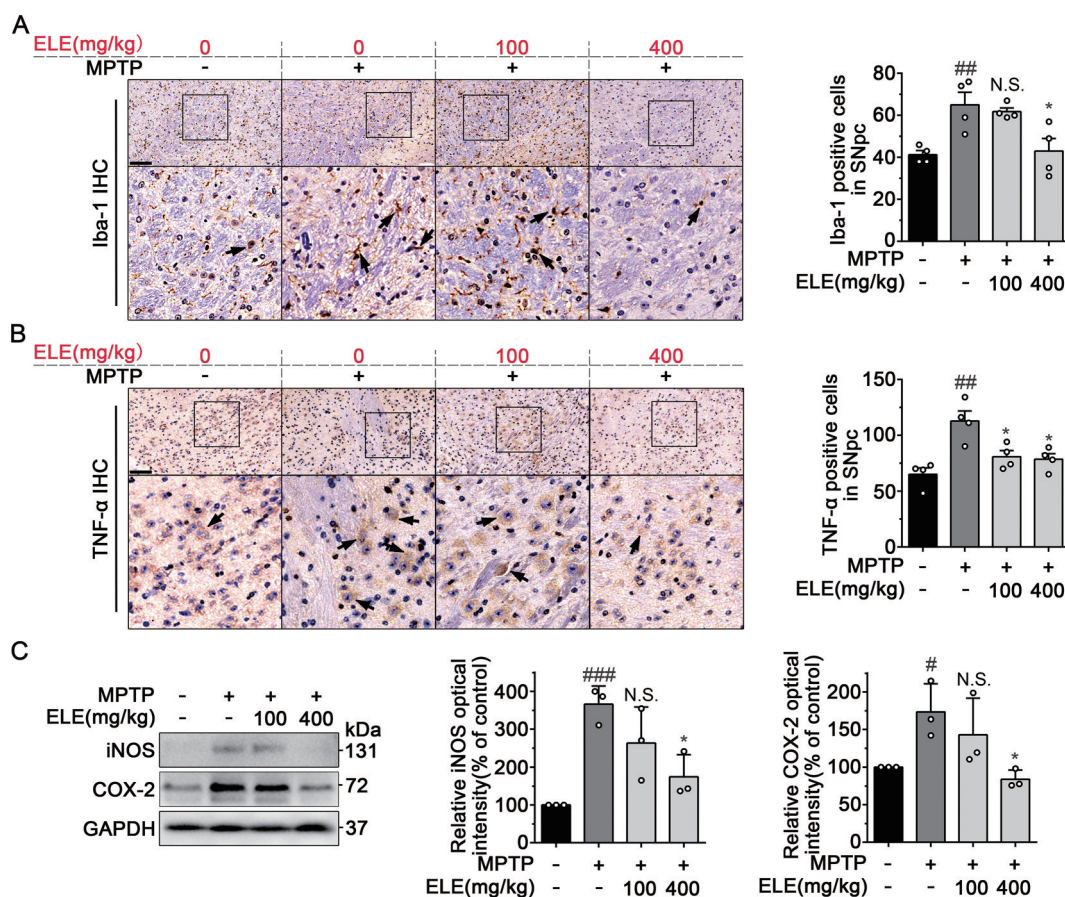 A
ELE(mg/kg) 0 0 100 400
MPTP - + + +
Iba-1 IHC
Iba-1 positive cells
in SNpc
80
60
40
20
0
##
N.S.
*
MPTP - + + +
ELE(mg/kg) - - 100 400
B
ELE(mg/kg) 0 0 100 400
MPTP - + + +
TNF-α IHC
TNF-α positive cells
in SNpc
150
100
50
0
##
*
*
MPTP - + + +
ELE(mg/kg) - - 100 400
C
MPTP - + + +
ELE(mg/kg) - - 100 400
kDa
iNOS 131
COX-2 72
GAPDH 37
Relative iNOS optical
intensity(% of control)
400
300
200
100
0
###
N.S.
*
MPTP - + + +
ELE(mg/kg) - - 100 400
Relative COX-2 optical
intensity(% of control)
200
150
100
50
0
#
N.S.
*
MPTP - + + +
ELE(mg/kg) - - 100 400